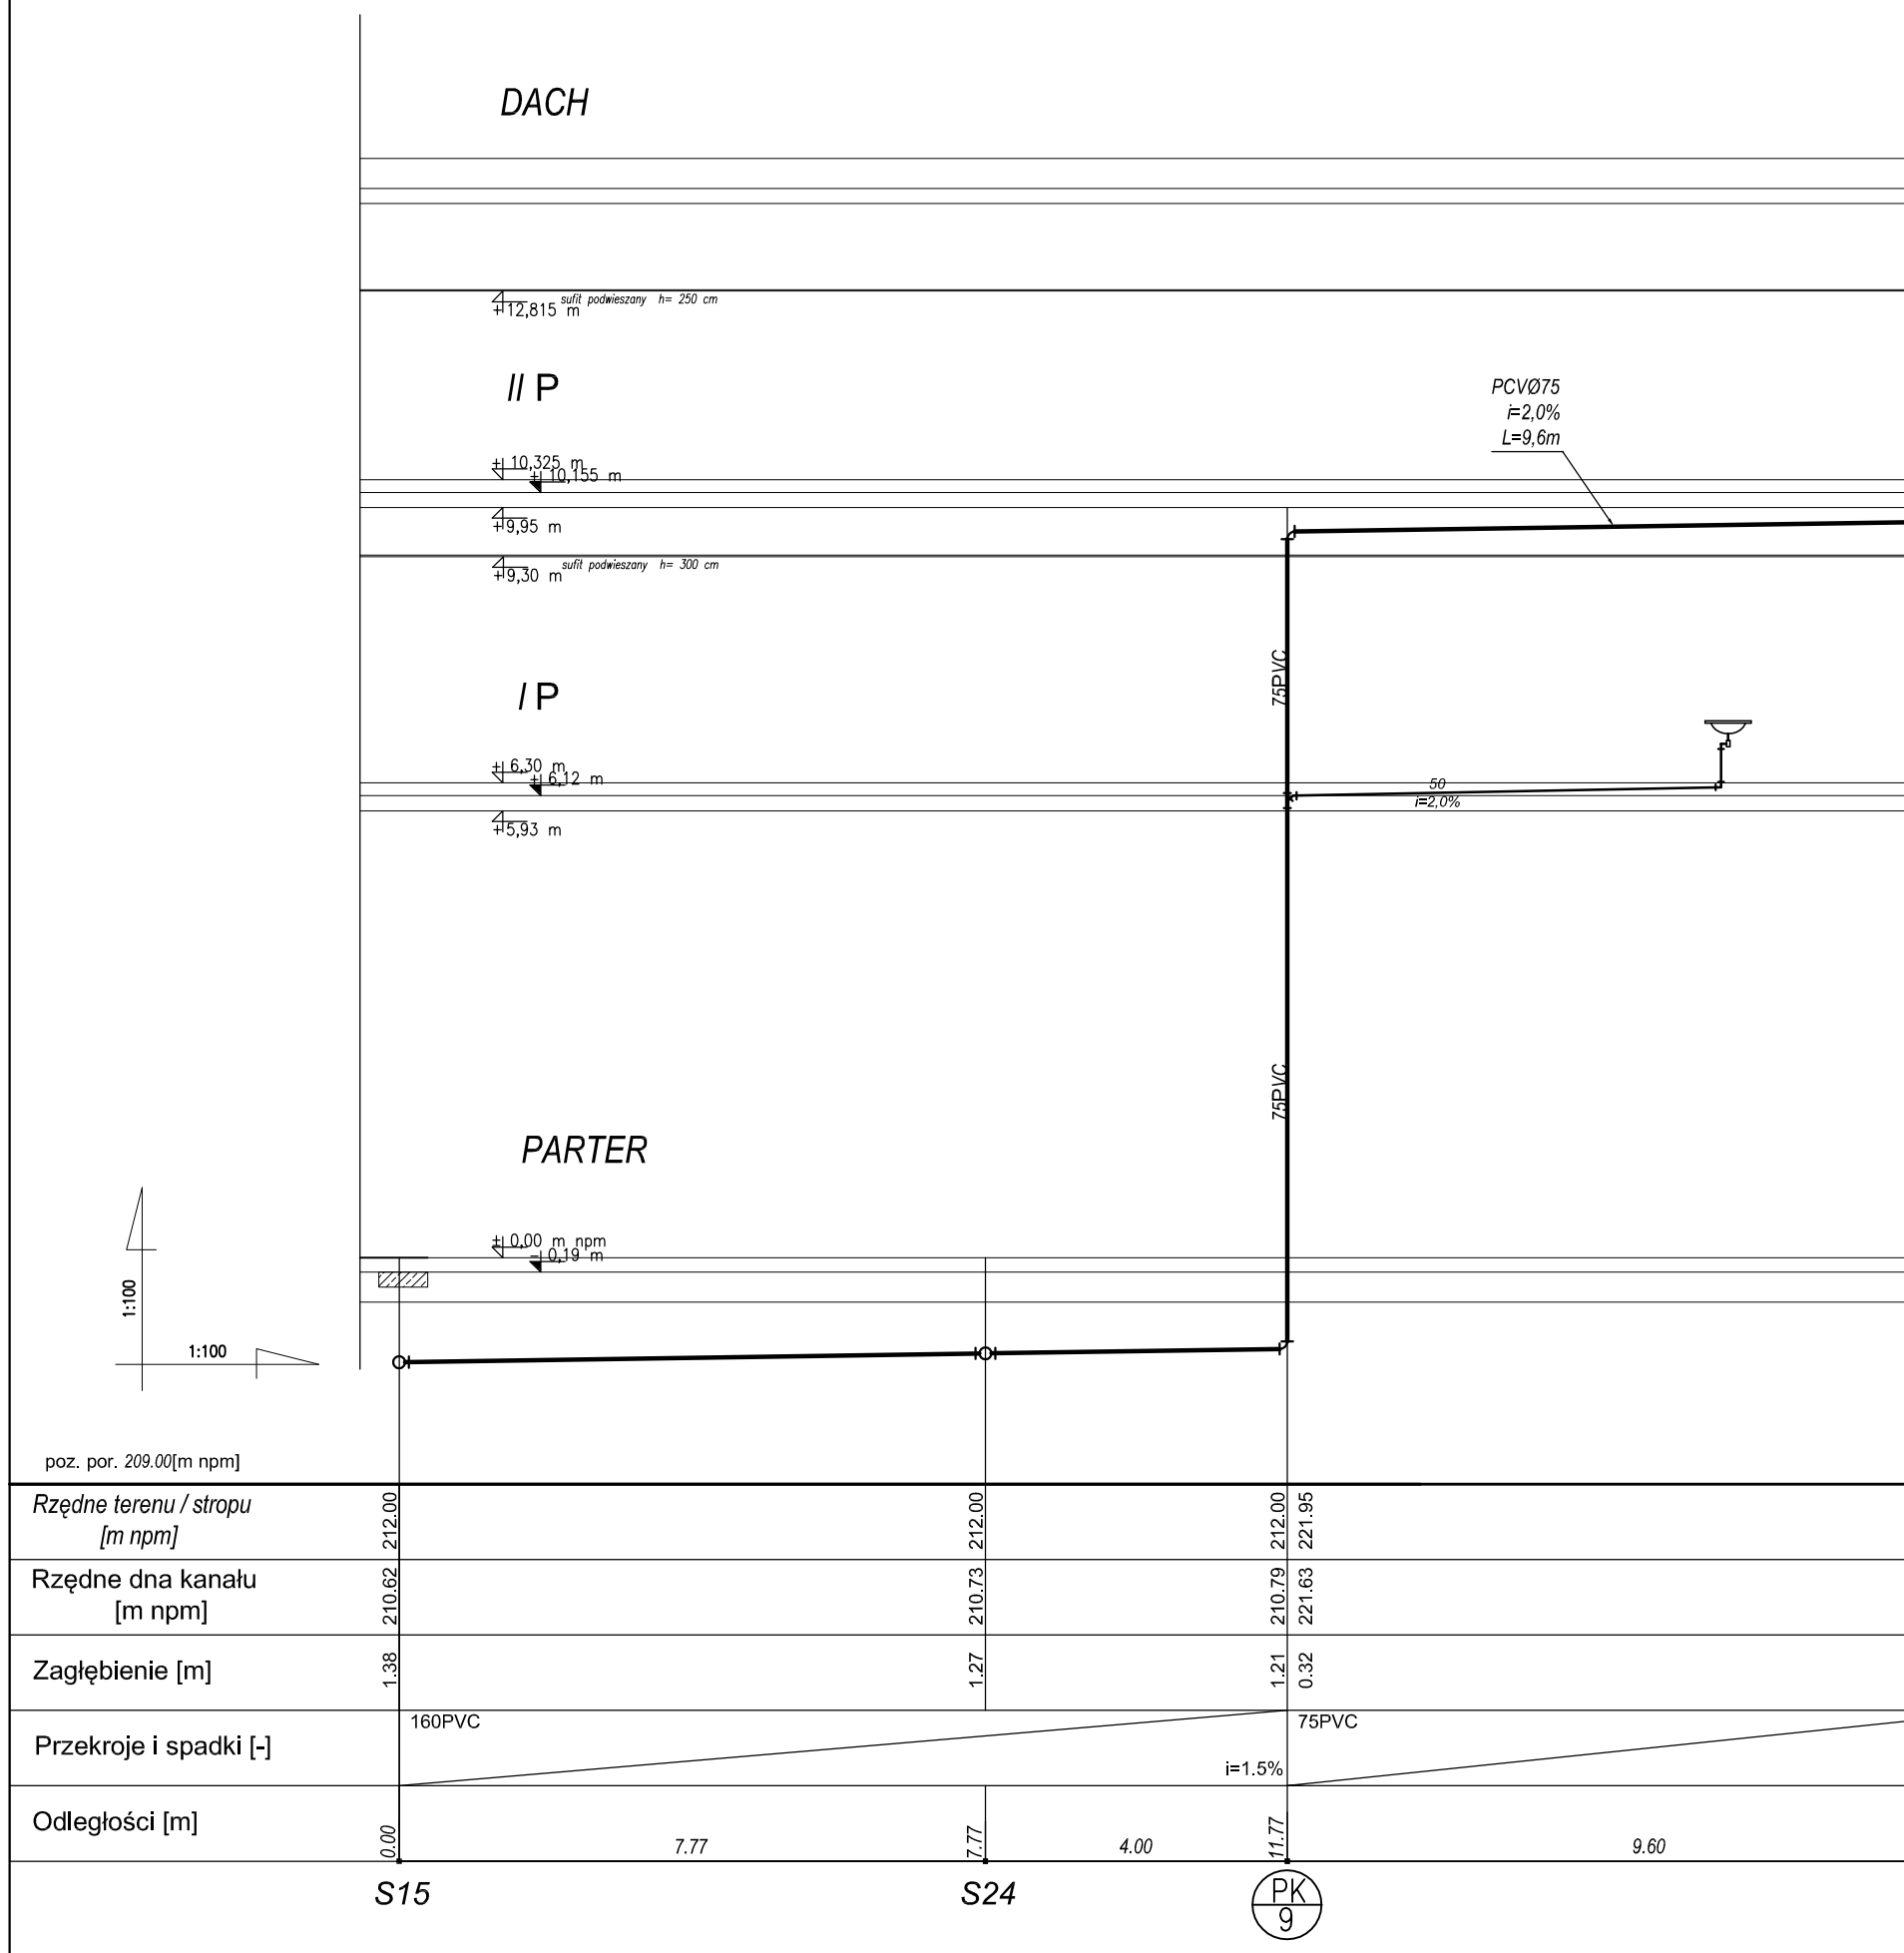 DACH
+12,815 m
sufit podwieszany h= 250 cm
II P
PCVØ75
i=2,0%
L=9,6m
± 10,325 m
± 10,155 m
+9,95 m
+9,30 m
sufit podwieszany h= 300 cm
75PVC
I P
± 6,30 m
± 6,12 m
50
i=2,0%
+5,93 m
75PVC
PARTER
± 0,00 m npm
- 0,19 m
1:100
1:100
poz. por. 209.00[m npm]
Rzędne terenu / stropu
[m npm]
212.00
212.00
212.00
221.95
Rzędne dna kanału
[m npm]
210.62
210.73
210.79
221.63
Zagłębienie [m]
1.38
1.27
1.21
0.32
Przekroje i spadki [-]
160PVC
i=1.5%
75PVC
Odległości [m]
0.00
7.77
7.77
4.00
11.77
9.60
S15
S24
PK
9